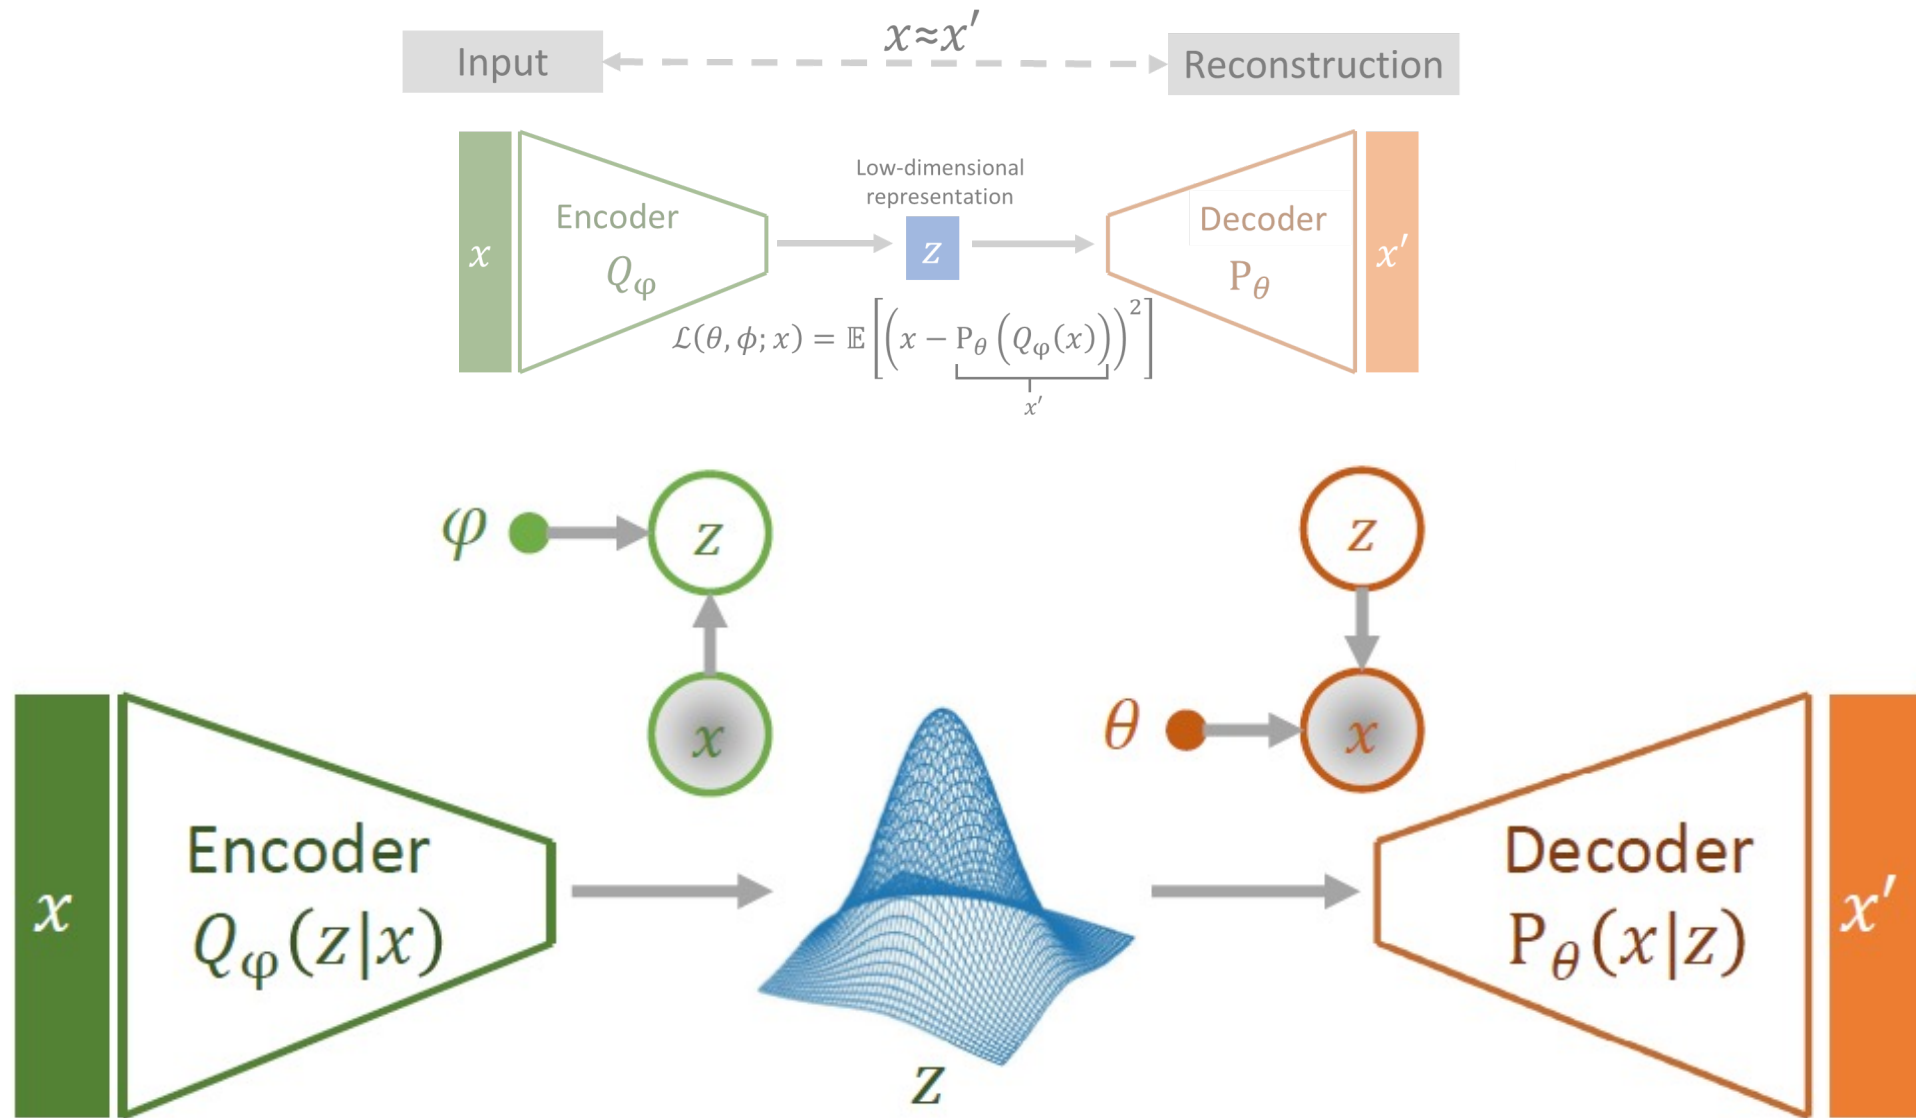 x≈x′
Input
Reconstruction
Low-dimensional
representation
Encoder
Decoder
x
Q_φ
z
P_θ
x′
ℒ(θ, ϕ; x) = 𝔼[(x − P_θ(Q_φ(x)))²]
x′
φ
z
z
x
θ
x
Encoder
Decoder
x
Q_φ(z|x)
P_θ(x|z)
x′
z